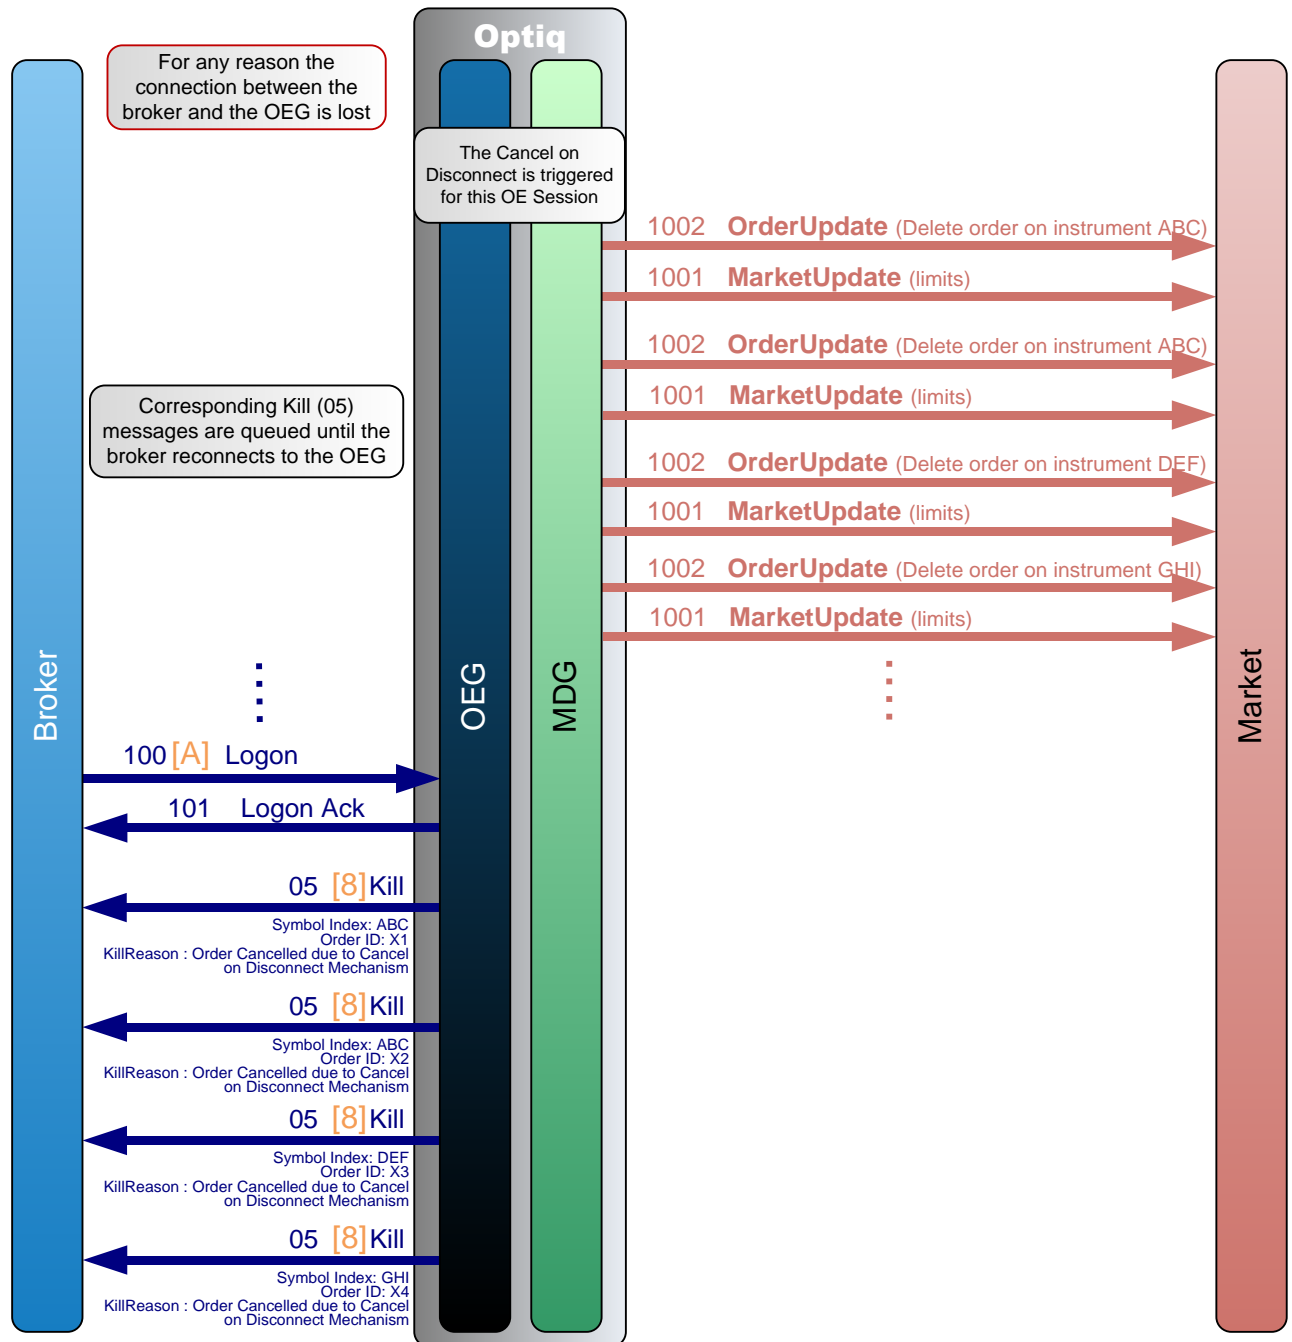 Optiq
For any reason the
connection between the
broker and the OEG is lost
The Cancel on
Disconnect is triggered
for this OE Session
1002 OrderUpdate (Delete order on instrument ABC)
1001 MarketUpdate (limits)
1002 OrderUpdate (Delete order on instrument ABC)
1001 MarketUpdate (limits)
Corresponding Kill (05)
messages are queued until the
broker reconnects to the OEG
1002 OrderUpdate (Delete order on instrument DEF)
1001 MarketUpdate (limits)
1002 OrderUpdate (Delete order on instrument GHI)
1001 MarketUpdate (limits)
Broker
OEG
MDG
Market
100 [A] Logon
101 Logon Ack
05 [8] Kill
Symbol Index: ABC
Order ID: X1
KillReason : Order Cancelled due to Cancel
on Disconnect Mechanism
05 [8] Kill
Symbol Index: ABC
Order ID: X2
KillReason : Order Cancelled due to Cancel
on Disconnect Mechanism
05 [8] Kill
Symbol Index: DEF
Order ID: X3
KillReason : Order Cancelled due to Cancel
on Disconnect Mechanism
05 [8] Kill
Symbol Index: GHI
Order ID: X4
KillReason : Order Cancelled due to Cancel
on Disconnect Mechanism